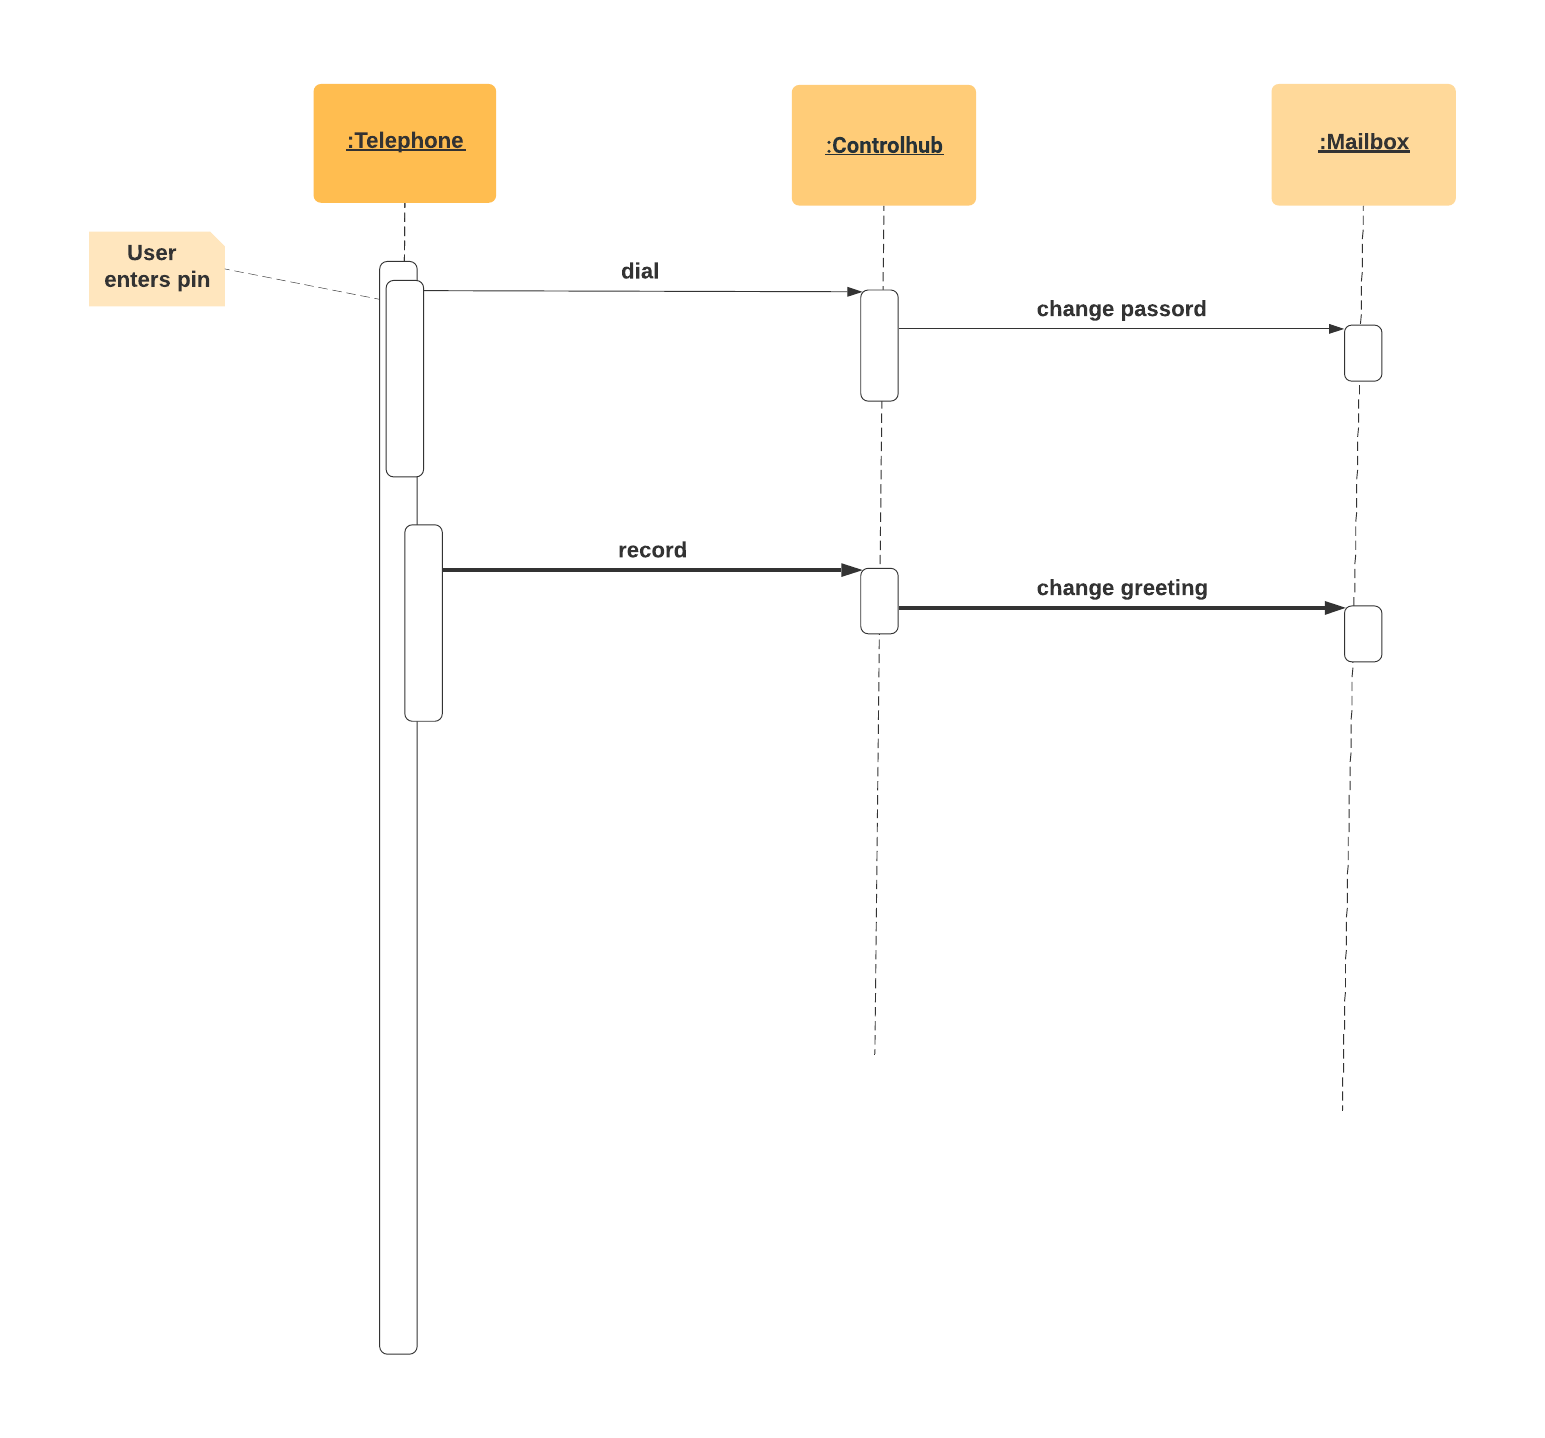 :Telephone
:Controlhub
:Mailbox
User
enters pin
dial
change passord
record
change greeting